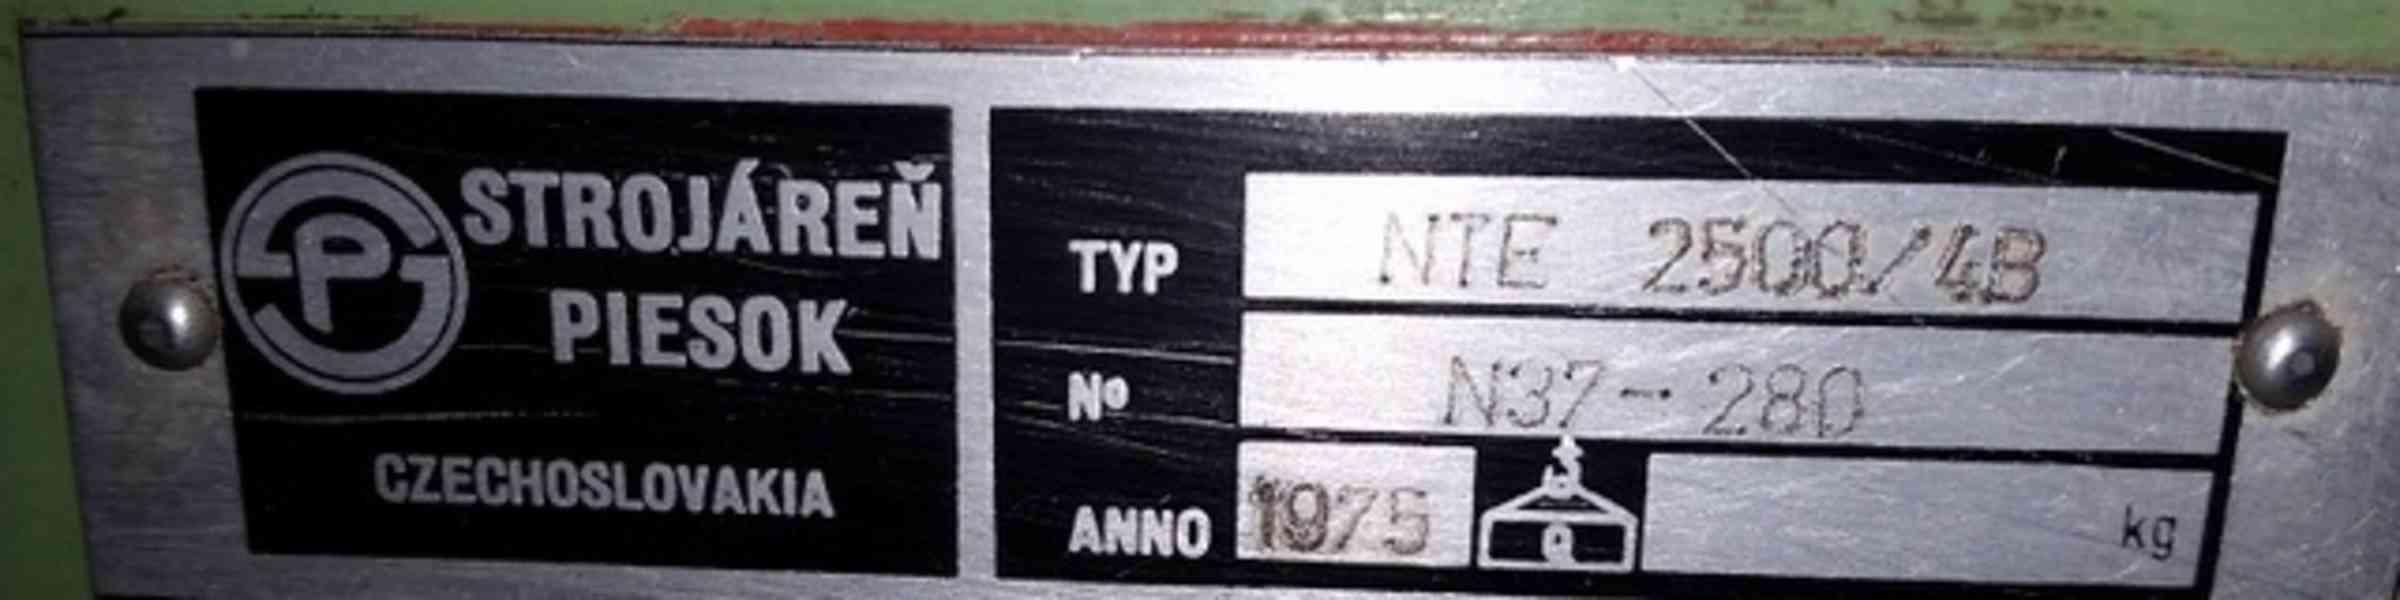 STROJÁREŇ
PIESOK
CZECHOSLOVAKIA
TYP NTE 2500/4B
Nº N37-280
ANNO 1975 Q kg